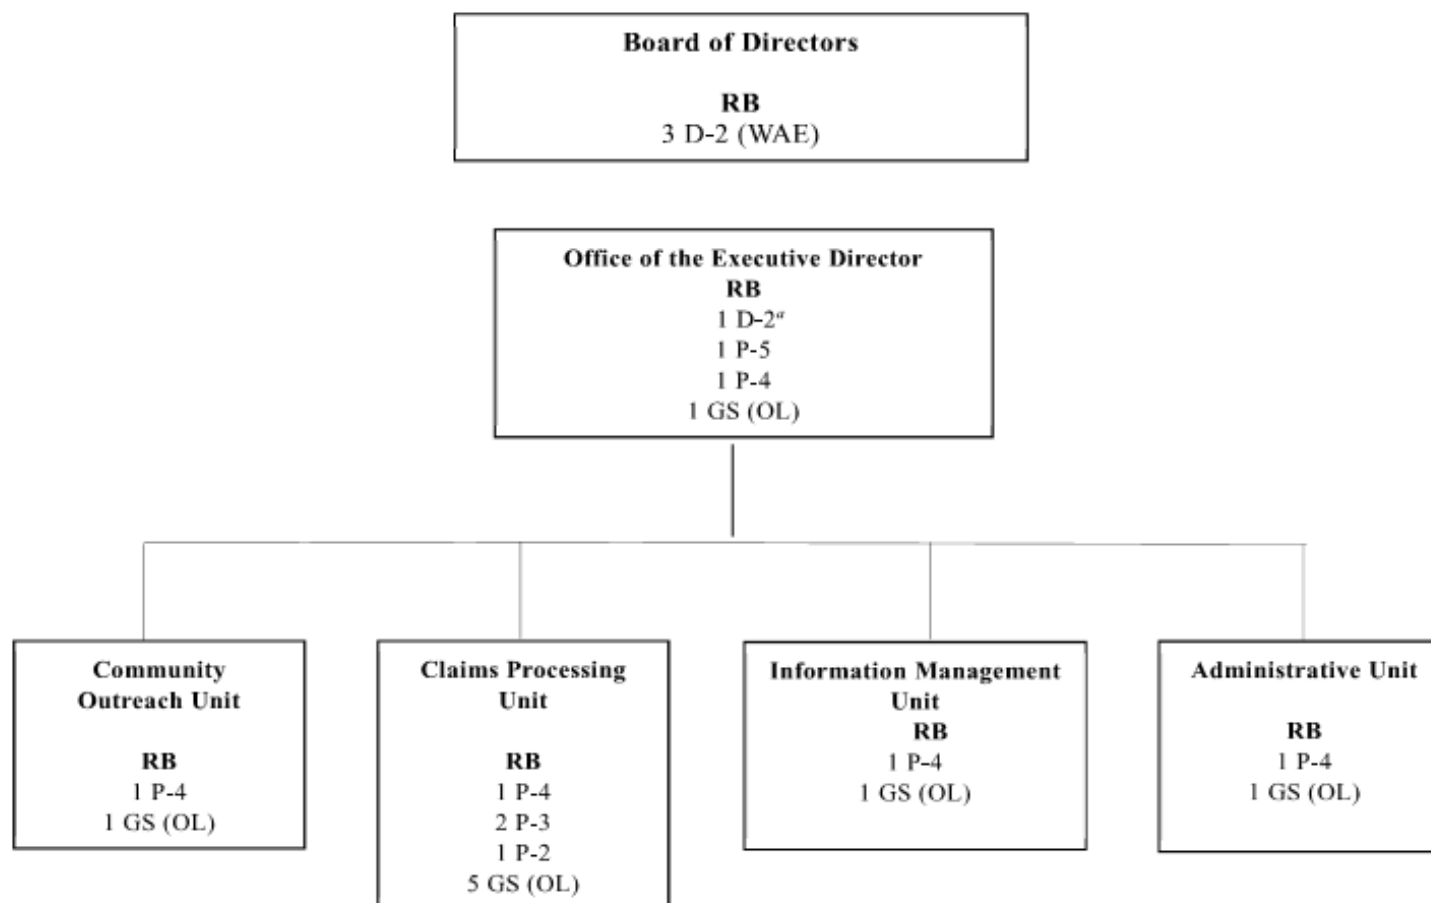 Board of Directors
RB
3 D-2 (WAE)
Office of the Executive Director
RB
1 D-2ᵃ
1 P-5
1 P-4
1 GS (OL)
Community
Outreach Unit
RB
1 P-4
1 GS (OL)
Claims Processing
Unit
RB
1 P-4
2 P-3
1 P-2
5 GS (OL)
Information Management
Unit
RB
1 P-4
1 GS (OL)
Administrative Unit
RB
1 P-4
1 GS (OL)